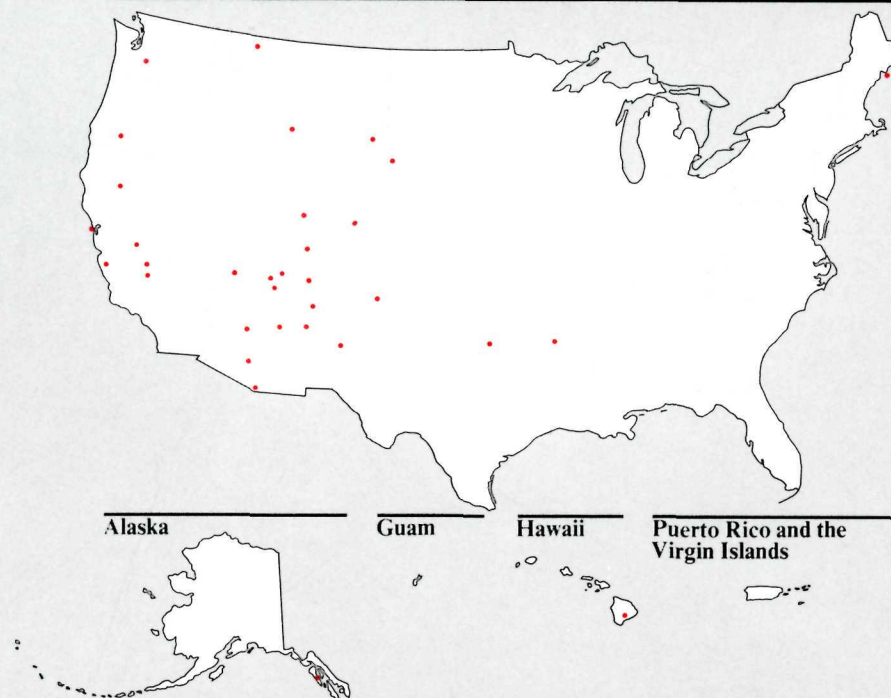 Alaska
Guam
Hawaii
Puerto Rico and the
Virgin Islands